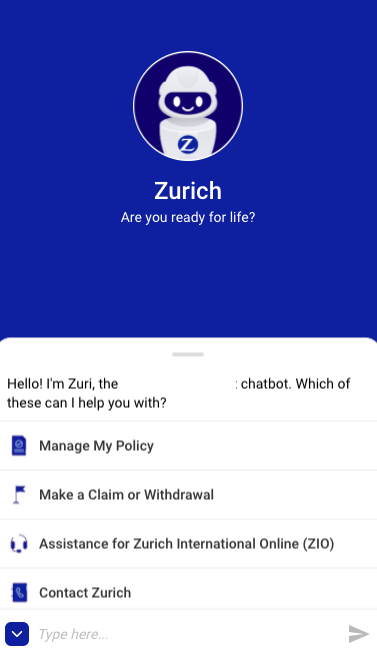 Z
Zurich
Are you ready for life?
Hello! I'm Zuri, the chatbot. Which of
these can I help you with?
Manage My Policy
Make a Claim or Withdrawal
Assistance for Zurich International Online (ZIO)
Contact Zurich
Type here...